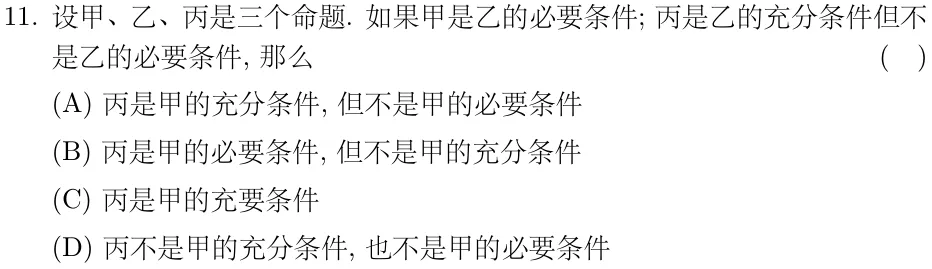 11. 设甲、乙、丙是三个命题. 如果甲是乙的必要条件; 丙是乙的充分条件但不
是乙的必要条件, 那么 ( )
(A) 丙是甲的充分条件, 但不是甲的必要条件
(B) 丙是甲的必要条件, 但不是甲的充分条件
(C) 丙是甲的充要条件
(D) 丙不是甲的充分条件, 也不是甲的必要条件